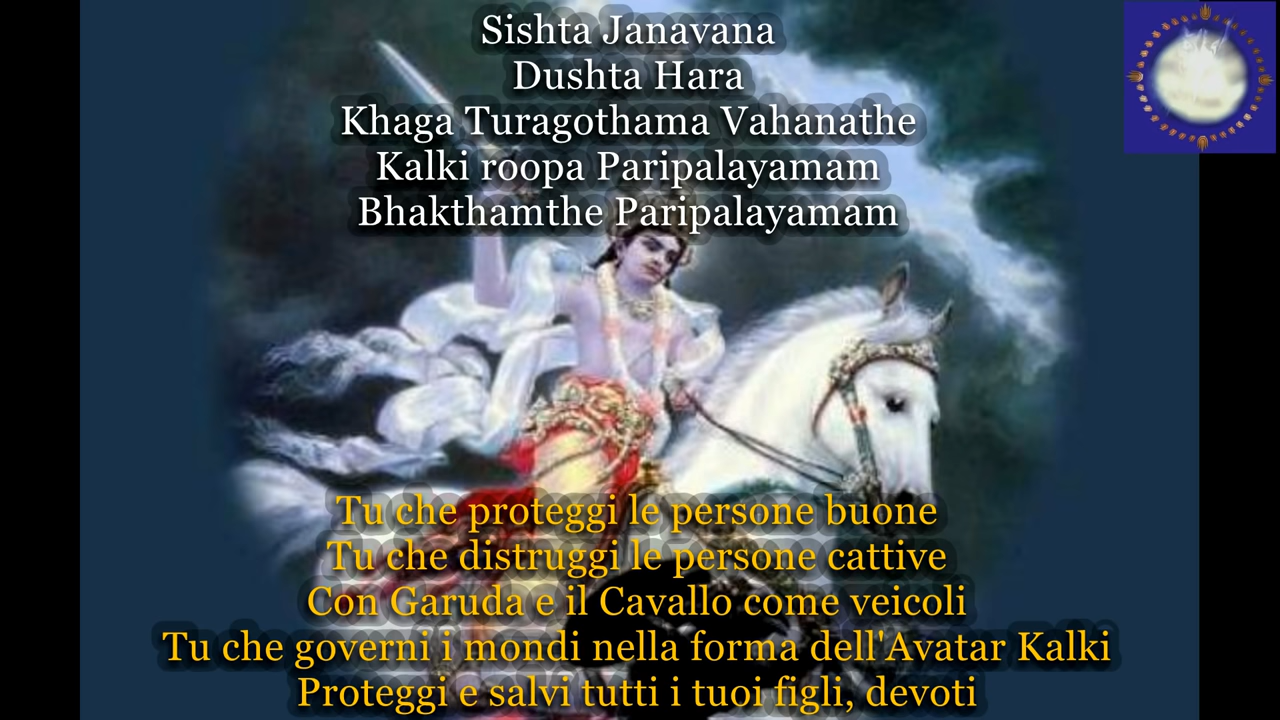 Sishta Janavana
Dushta Hara
Khaga Turagothama Vahanathe
Kalki roopa Paripalayamam
Bhakthamthe Paripalayamam
Tu che proteggi le persone buone
Tu che distruggi le persone cattive
Con Garuda e il Cavallo come veicoli
Tu che governi i mondi nella forma dell'Avatar Kalki
Proteggi e salvi tutti i tuoi figli, devoti